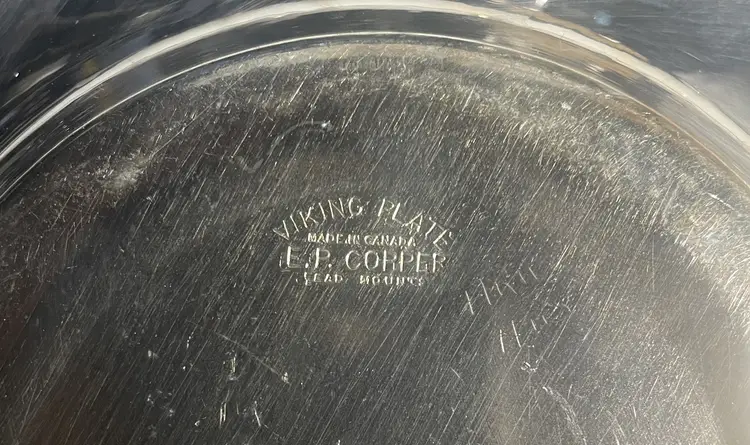 VIKING PLATE
MADE IN CANADA
E.P. COPPER
LEAD MOUNTS